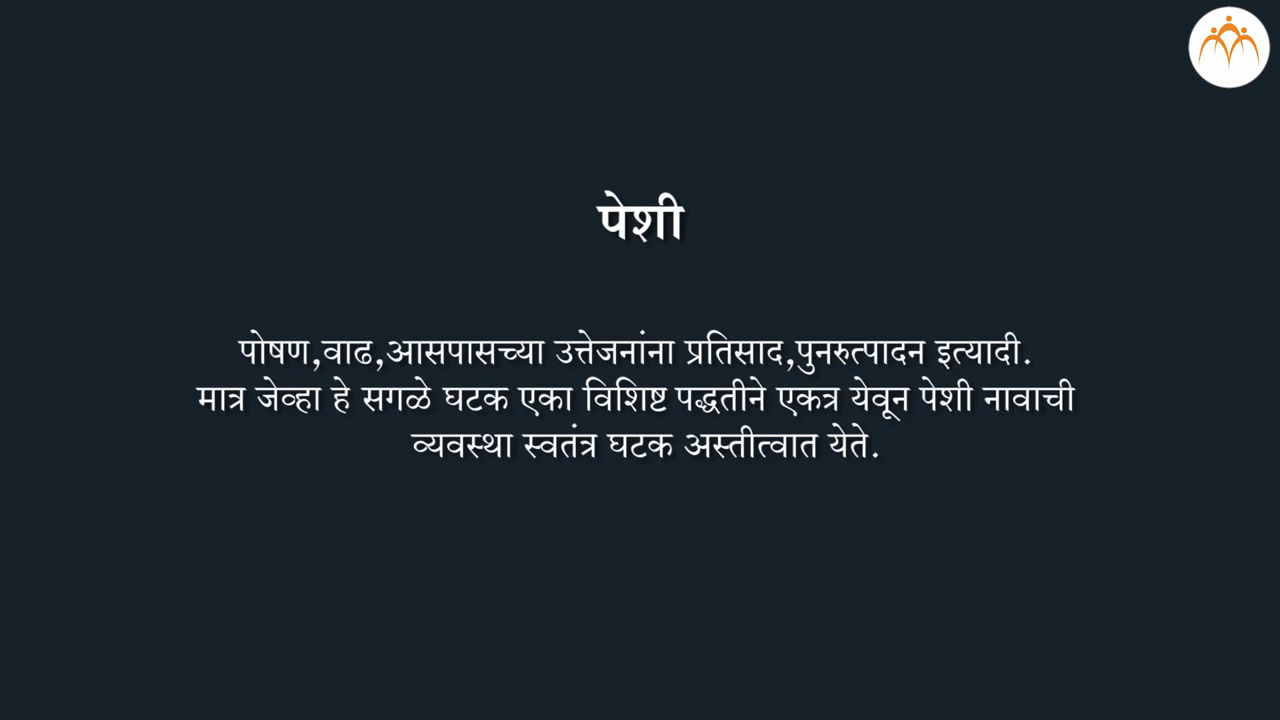 पेशी
पोषण,वाढ,आसपासच्या उत्तेजनांना प्रतिसाद,पुनरुत्पादन इत्यादी.
मात्र जेव्हा हे सगळे घटक एका विशिष्ट पद्धतीने एकत्र येवून पेशी नावाची
व्यवस्था स्वतंत्र घटक अस्तीत्वात येते.